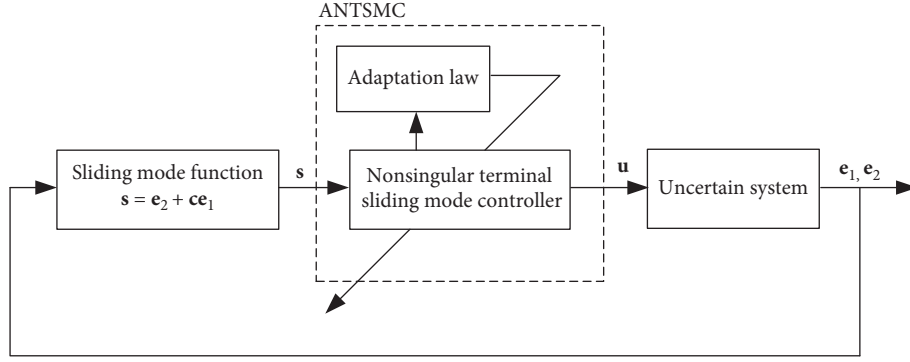 ANTSMC
Adaptation law
Sliding mode function
s = e₂ + ce₁
s
Nonsingular terminal
sliding mode controller
u
Uncertain system
e₁, e₂